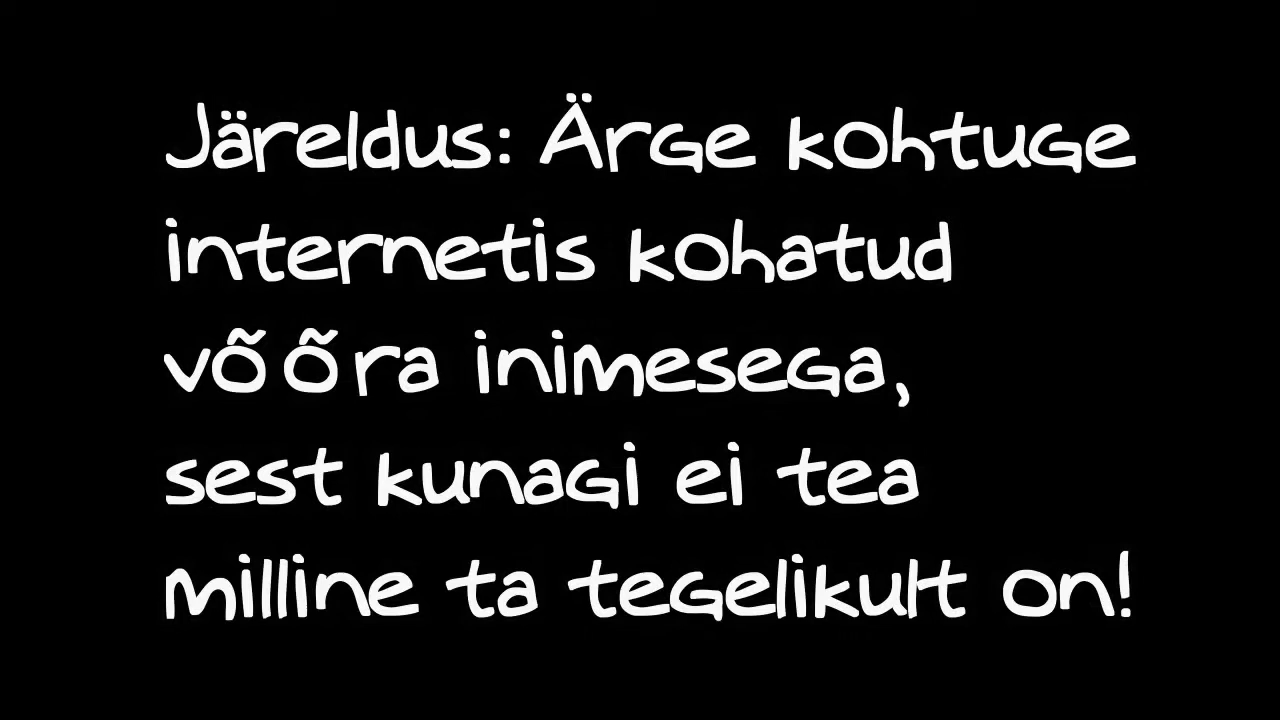 Järeldus: Ärge kohtuge
internetis kohatud
võõra inimesega,
sest kunagi ei tea
milline ta tegelikult on!